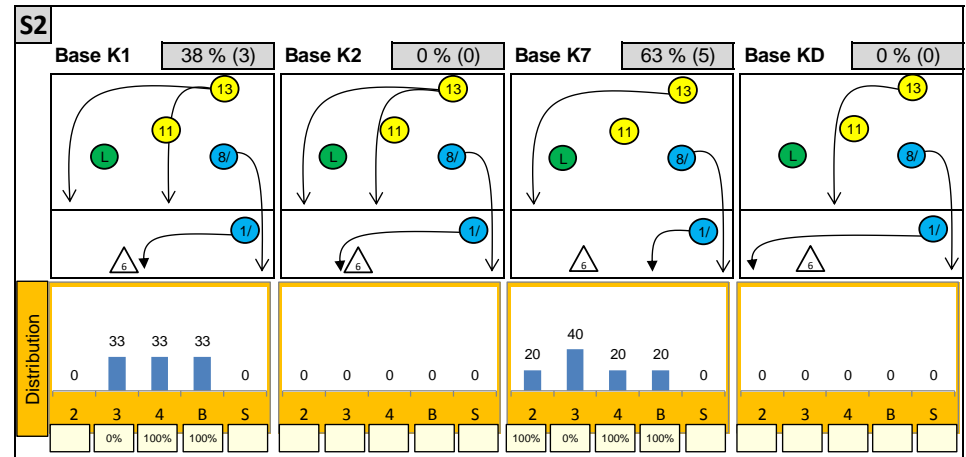 S2
Base K1 38 % (3) Base K2 0 % (0) Base K7 63 % (5) Base KD 0 % (0)
13 13 13 13
11 11 11 11
L 8/ L 8/ L 8/ L 8/
1/ 1/ 1/ 1/
6 6 6 6
Distribution
0 33 33 33 0 0 0 0 0 0 20 40 20 20 0 0 0 0 0 0
2 3 4 B S 2 3 4 B S 2 3 4 B S 2 3 4 B S
0% 100% 100% 100% 0% 100% 100%